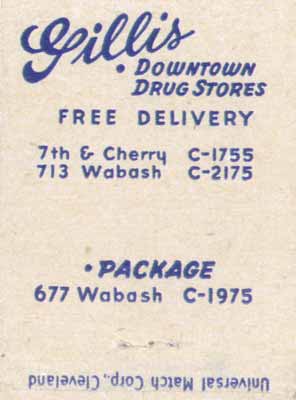 Gillis
• DOWNTOWN
DRUG STORES
FREE DELIVERY
7th & Cherry C-1755
713 Wabash C-2175
• PACKAGE
677 Wabash C-1975
Universal Match Corp., Cleveland